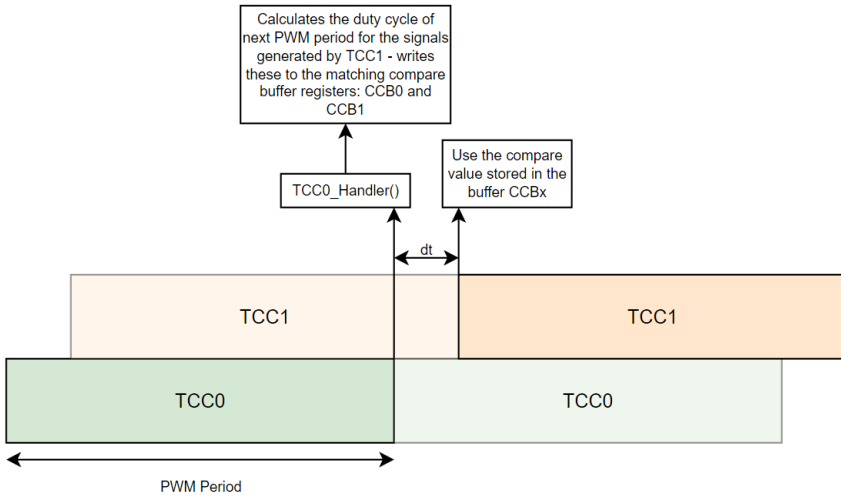 Calculates the duty cycle of
next PWM period for the signals
generated by TCC1 - writes
these to the matching compare
buffer registers: CCB0 and
CCB1
Use the compare
value stored in the
buffer CCBx
TCC0_Handler()
dt
TCC1
TCC1
TCC0
TCC0
PWM Period